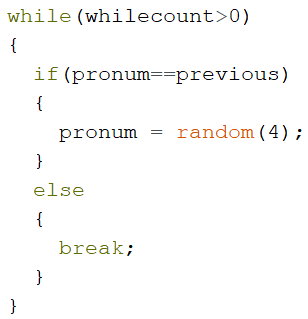 while(whilecount>0)
{
  if(pronum==previous)
  {
    pronum = random(4);
  }
  else
  {
    break;
  }
}